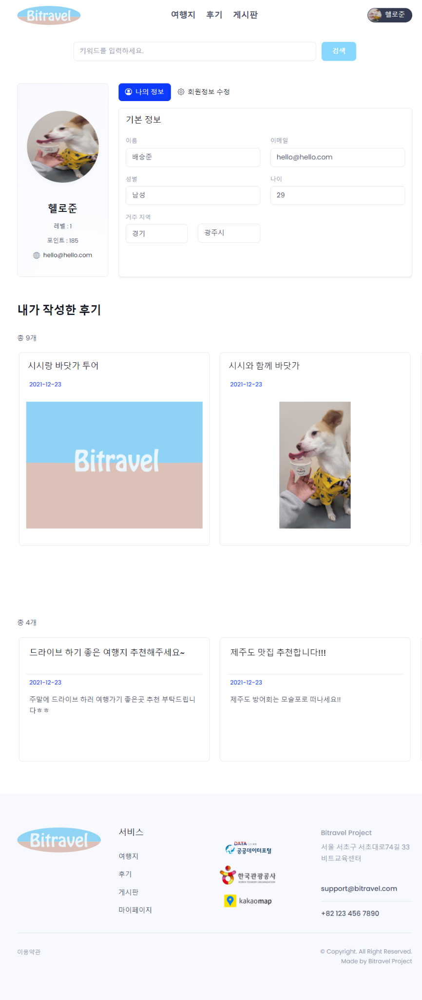 Bitravel
여행지 후기 게시판
헬로준
키워드를 입력하세요.
검색
헬로준
레벨 : 1
포인트 : 185
hello@hello.com
나의 정보
회원정보 수정
기본 정보
이름
이메일
배승준
hello@hello.com
성별
나이
남성
29
거주 지역
경기
광주시
내가 작성한 후기
총 9개
시시랑 바닷가 투어
2021-12-23
Bitravel
시시와 함께 바닷가
2021-12-23
총 4개
드라이브 하기 좋은 여행지 추천해주세요~
2021-12-23
주말에 드라이브 하러 여행가기 좋은곳 추천 부탁드립니
다ㅎㅎ
제주도 맛집 추천합니다!!!
2021-12-23
제주도 방어회는 모슬포로 떠나세요!!
Bitravel
서비스
여행지
후기
게시판
마이페이지
DATA GO.KR
공공데이터포털
한국관광공사
KOREA TOURISM ORGANIZATION
kakaomap
Bitravel Project
서울 서초구 서초대로74길 33
비트교육센터
support@bitravel.com
+82 123 456 7890
이용약관
© Copyright. All Right Reserved.
Made by Bitravel Project